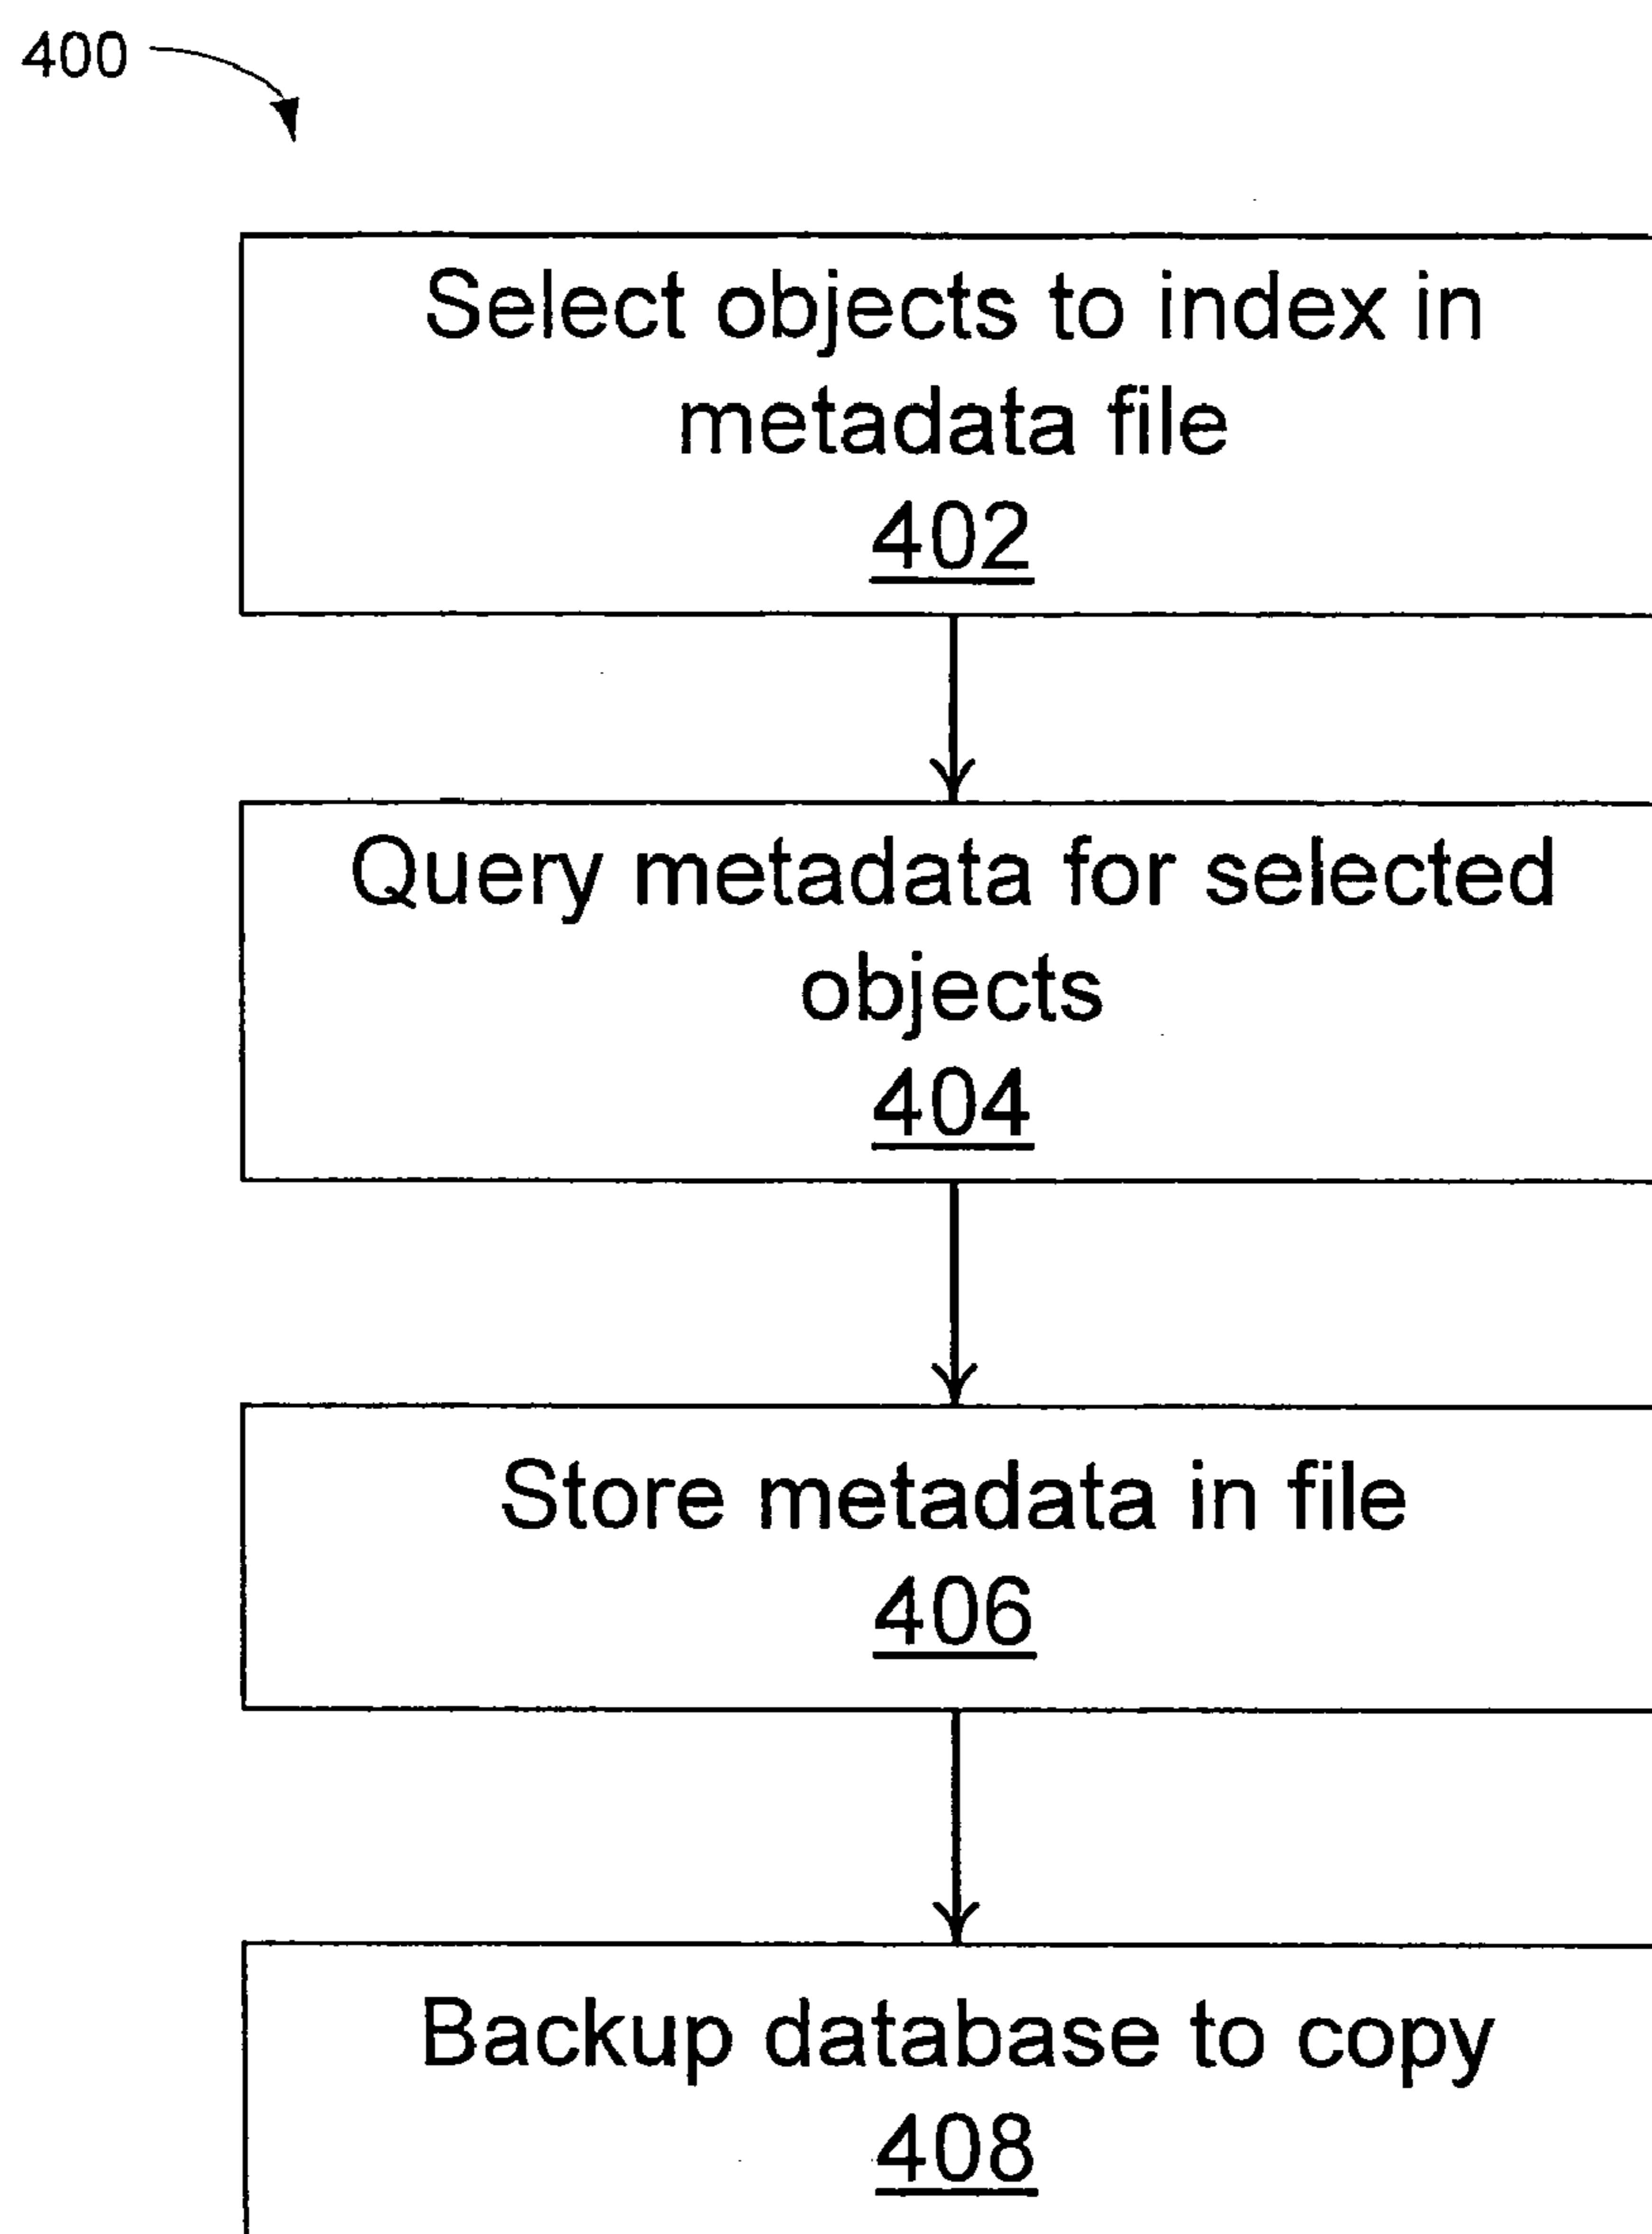 400
Select objects to index in
metadata file
402
Query metadata for selected
objects
404
Store metadata in file
406
Backup database to copy
408